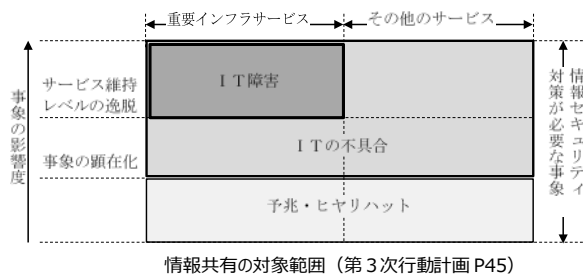 重要インフラサービス
その他のサービス
事象の影響度
サービス維持
レベルの逸脱
事象の顕在化
ＩＴ障害
ＩＴの不具合
予兆・ヒヤリハット
情報セキュリティ
対策が必要な事象
情報共有の対象範囲（第３次行動計画 P45）